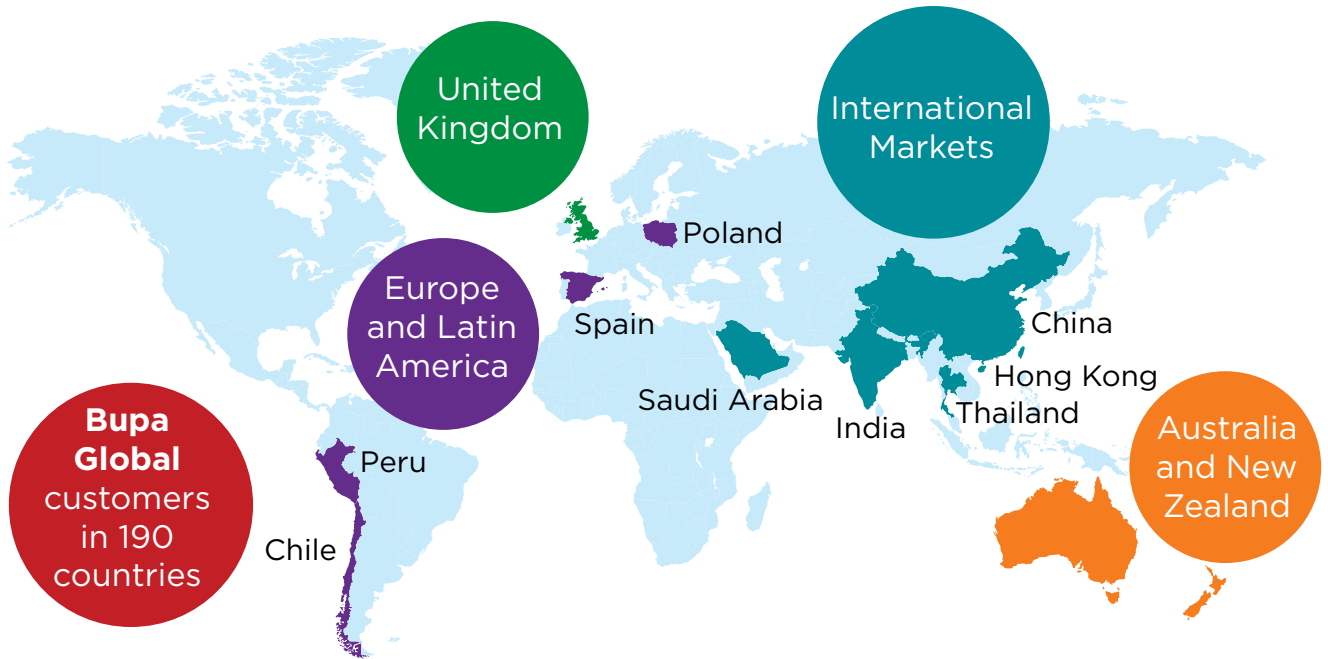 United
Kingdom
International
Markets
Poland
Europe
and Latin
America
Spain
China
Hong Kong
Saudi Arabia
Thailand
India
Bupa
Global
customers
in 190
countries
Peru
Chile
Australia
and New
Zealand